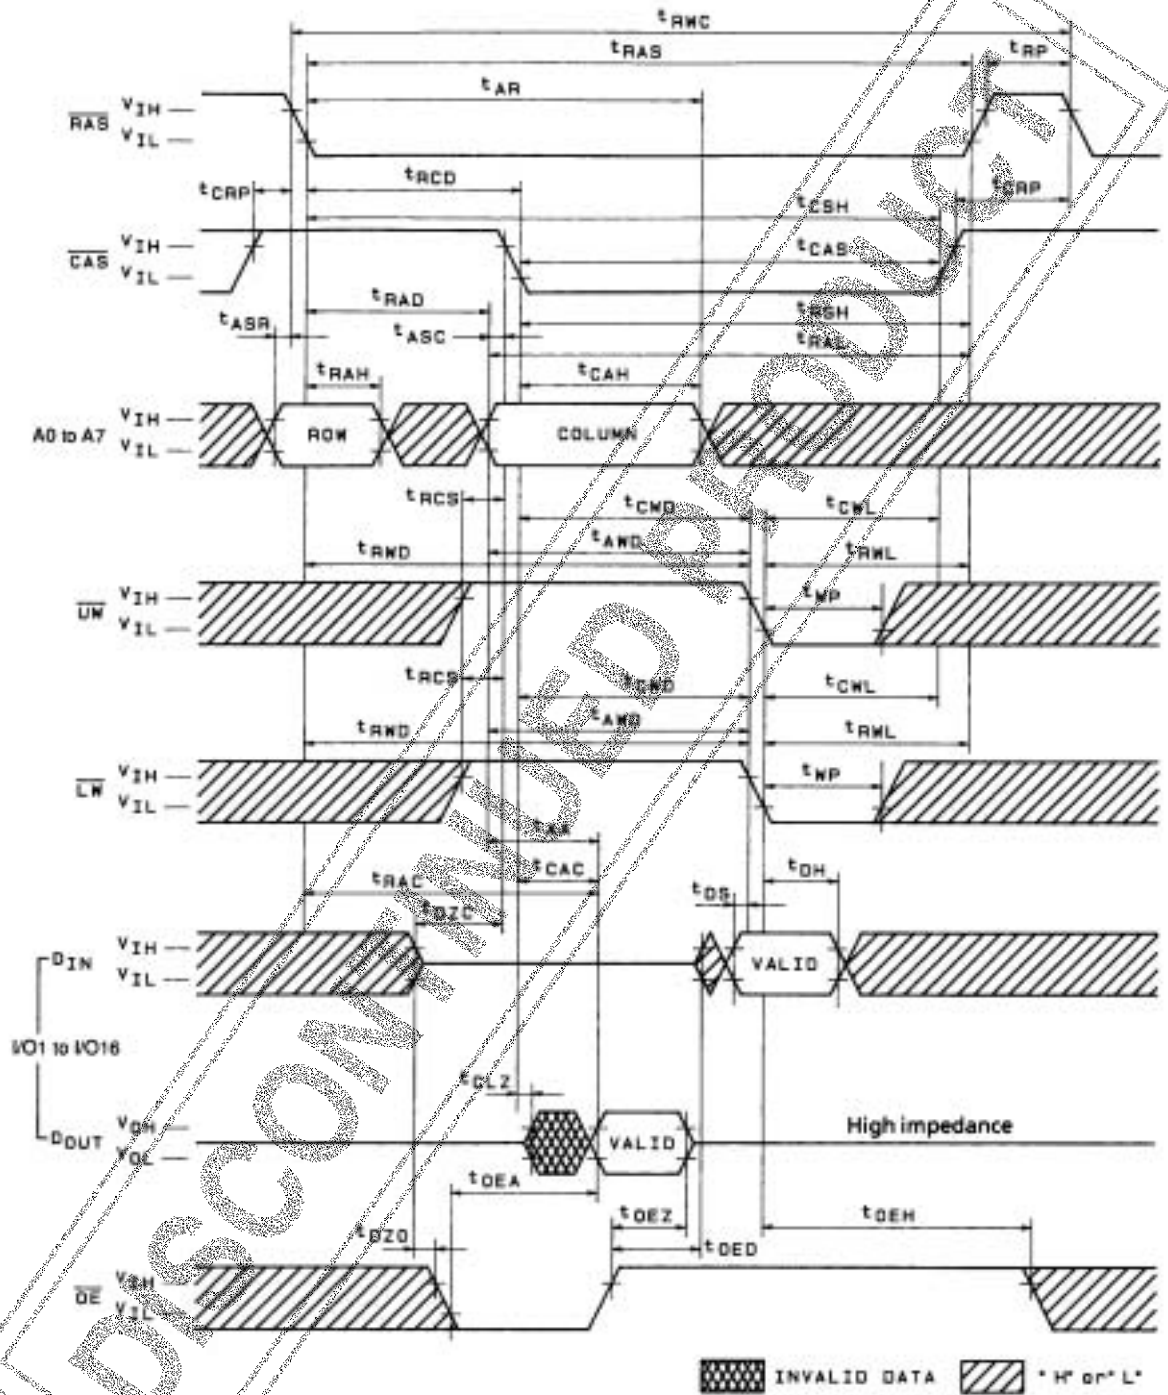 tRWC
tRAS tRP
tAR
RAS VIH
VIL
tCRP tRCD tCRP
tCSH
CAS VIH tCAS
VIL
tRAD tRSH
tASR tASC tRAL
tRAH tCAH
A0 to A7 VIH ROW COLUMN
VIL
tRCS tCWD tCWL
tRWD tAWD tRWL
UW VIH tWP
VIL
tRCS tCWD tCWL
tRWD tAWD tRWL
LW VIH tWP
VIL
tAA
tRAC tCAC tDH
tDZC tDS
DIN VIH VALID
VIL
I/O1 to I/O16
tCLZ
DOUT VOH VALID High impedance
VOL
tOEA
tOEZ tOEH
tDZO tOED
OE VIH
VIL
INVALID DATA "H" or "L"
DISCONTINUED PRODUCT